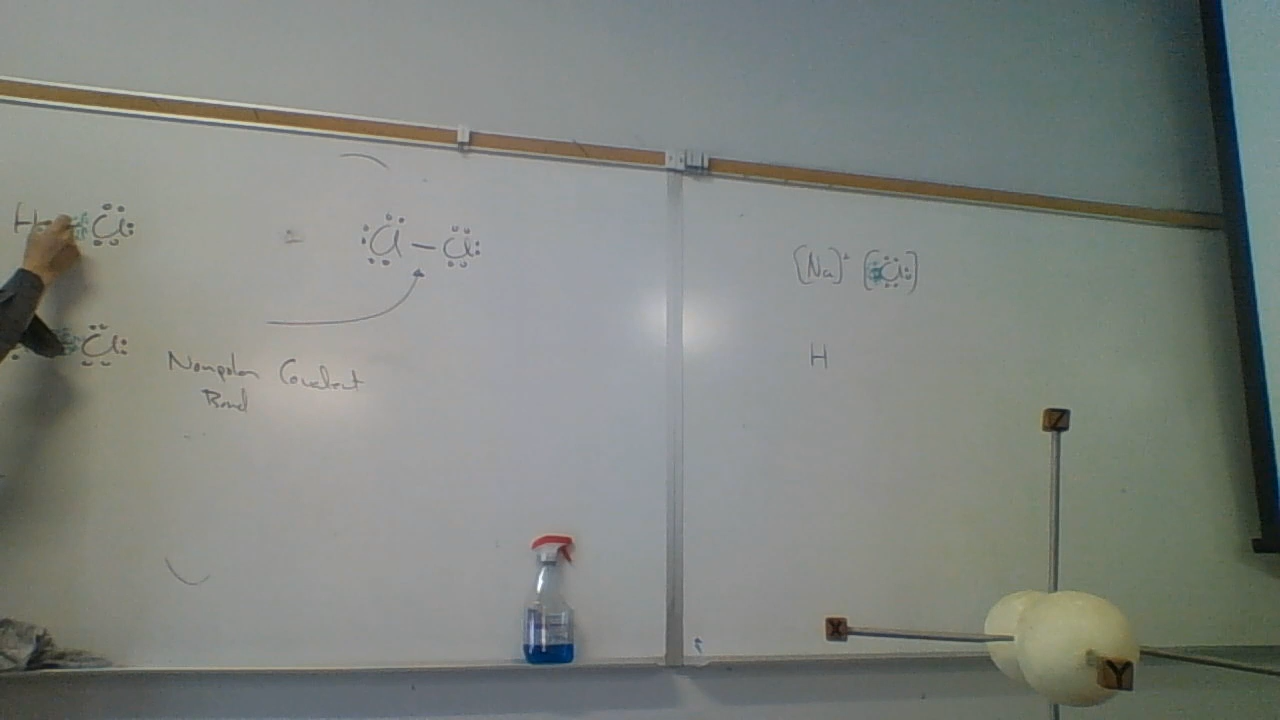 H Cl
Cl — Cl
[Na]⁺ [Cl]
Cl
H
Nonpolar Covalent
Bond
Z
X
Y